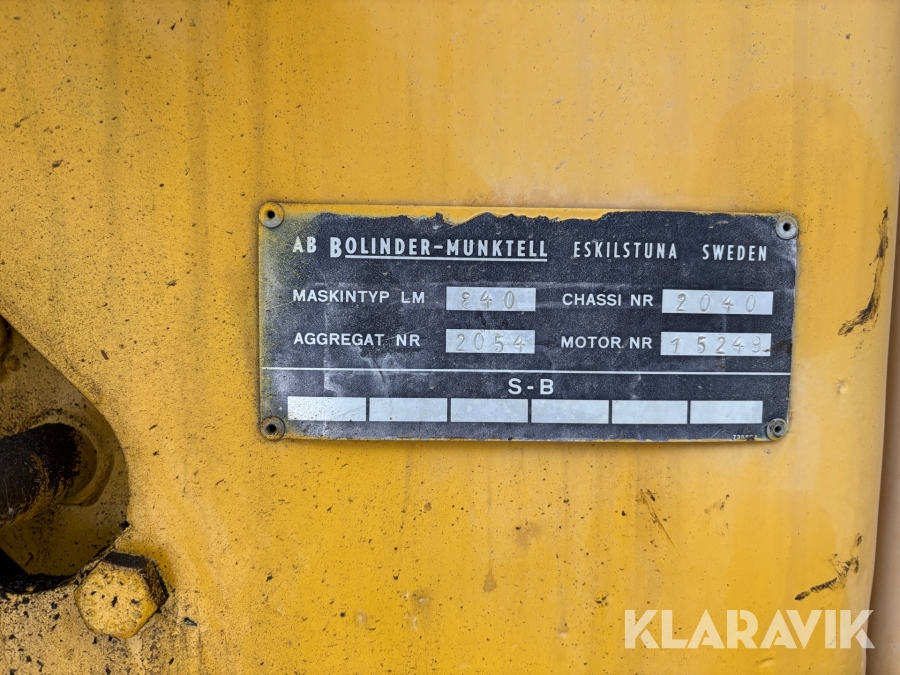 AB BOLINDER-MUNKTELL ESKILSTUNA SWEDEN
MASKINTYP LM 840 CHASSI NR 2040
AGGREGAT NR 2054 MOTOR NR 15249
S-B
KLARAVIK